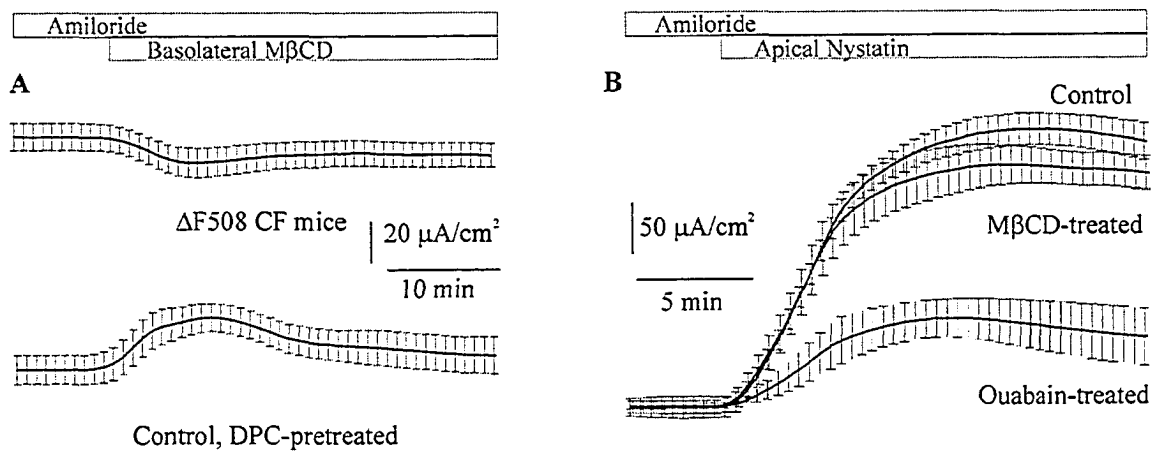 Amiloride
Basolateral MβCD
A
ΔF508 CF mice
20 μA/cm²
10 min
Control, DPC-pretreated
Amiloride
Apical Nystatin
B
Control
50 μA/cm²
MβCD-treated
5 min
Ouabain-treated